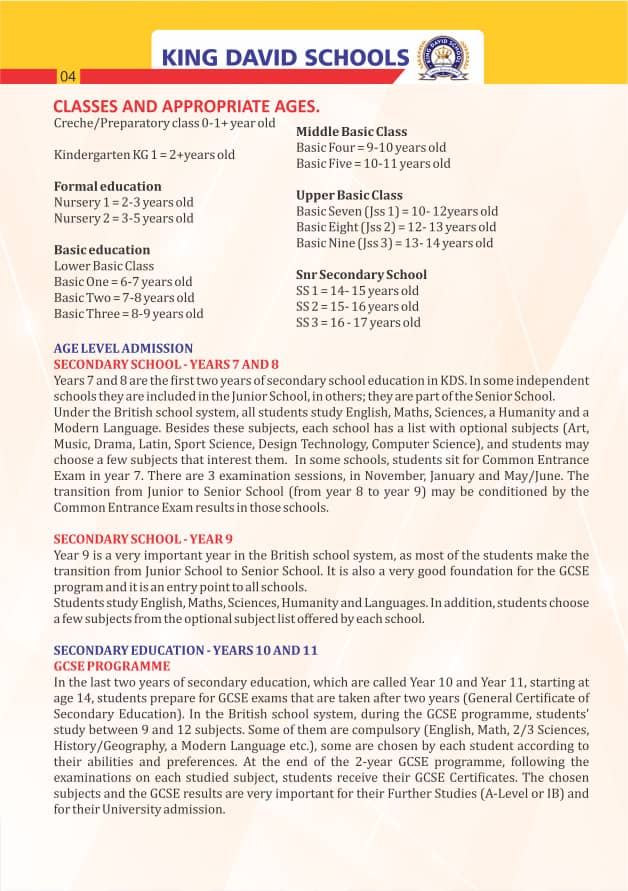 KING DAVID SCHOOLS
KING DAVID SCHOOL
04
CLASSES AND APPROPRIATE AGES.
Creche/Preparatory class 0-1+ year old
Kindergarten KG 1 = 2+years old
Formal education
Nursery 1 = 2-3 years old
Nursery 2 = 3-5 years old
Basic education
Lower Basic Class
Basic One = 6-7 years old
Basic Two = 7-8 years old
Basic Three = 8-9 years old
Middle Basic Class
Basic Four = 9-10 years old
Basic Five = 10-11 years old
Upper Basic Class
Basic Seven (Jss 1) = 10- 12years old
Basic Eight (Jss 2) = 12- 13 years old
Basic Nine (Jss 3) = 13- 14 years old
Snr Secondary School
SS 1 = 14- 15 years old
SS 2 = 15- 16 years old
SS 3 = 16 - 17 years old
AGE LEVEL ADMISSION
SECONDARY SCHOOL - YEARS 7 AND 8
Years 7 and 8 are the first two years of secondary school education in KDS. In some independent
schools they are included in the Junior School, in others; they are part of the Senior School.
Under the British school system, all students study English, Maths, Sciences, a Humanity and a
Modern Language. Besides these subjects, each school has a list with optional subjects (Art,
Music, Drama, Latin, Sport Science, Design Technology, Computer Science), and students may
choose a few subjects that interest them. In some schools, students sit for Common Entrance
Exam in year 7. There are 3 examination sessions, in November, January and May/June. The
transition from Junior to Senior School (from year 8 to year 9) may be conditioned by the
Common Entrance Exam results in those schools.
SECONDARY SCHOOL - YEAR 9
Year 9 is a very important year in the British school system, as most of the students make the
transition from Junior School to Senior School. It is also a very good foundation for the GCSE
program and it is an entry point to all schools.
Students study English, Maths, Sciences, Humanity and Languages. In addition, students choose
a few subjects from the optional subject list offered by each school.
SECONDARY EDUCATION - YEARS 10 AND 11
GCSE PROGRAMME
In the last two years of secondary education, which are called Year 10 and Year 11, starting at
age 14, students prepare for GCSE exams that are taken after two years (General Certificate of
Secondary Education). In the British school system, during the GCSE programme, students'
study between 9 and 12 subjects. Some of them are compulsory (English, Math, 2/3 Sciences,
History/Geography, a Modern Language etc.), some are chosen by each student according to
their abilities and preferences. At the end of the 2-year GCSE programme, following the
examinations on each studied subject, students receive their GCSE Certificates. The chosen
subjects and the GCSE results are very important for their Further Studies (A-Level or IB) and
for their University admission.